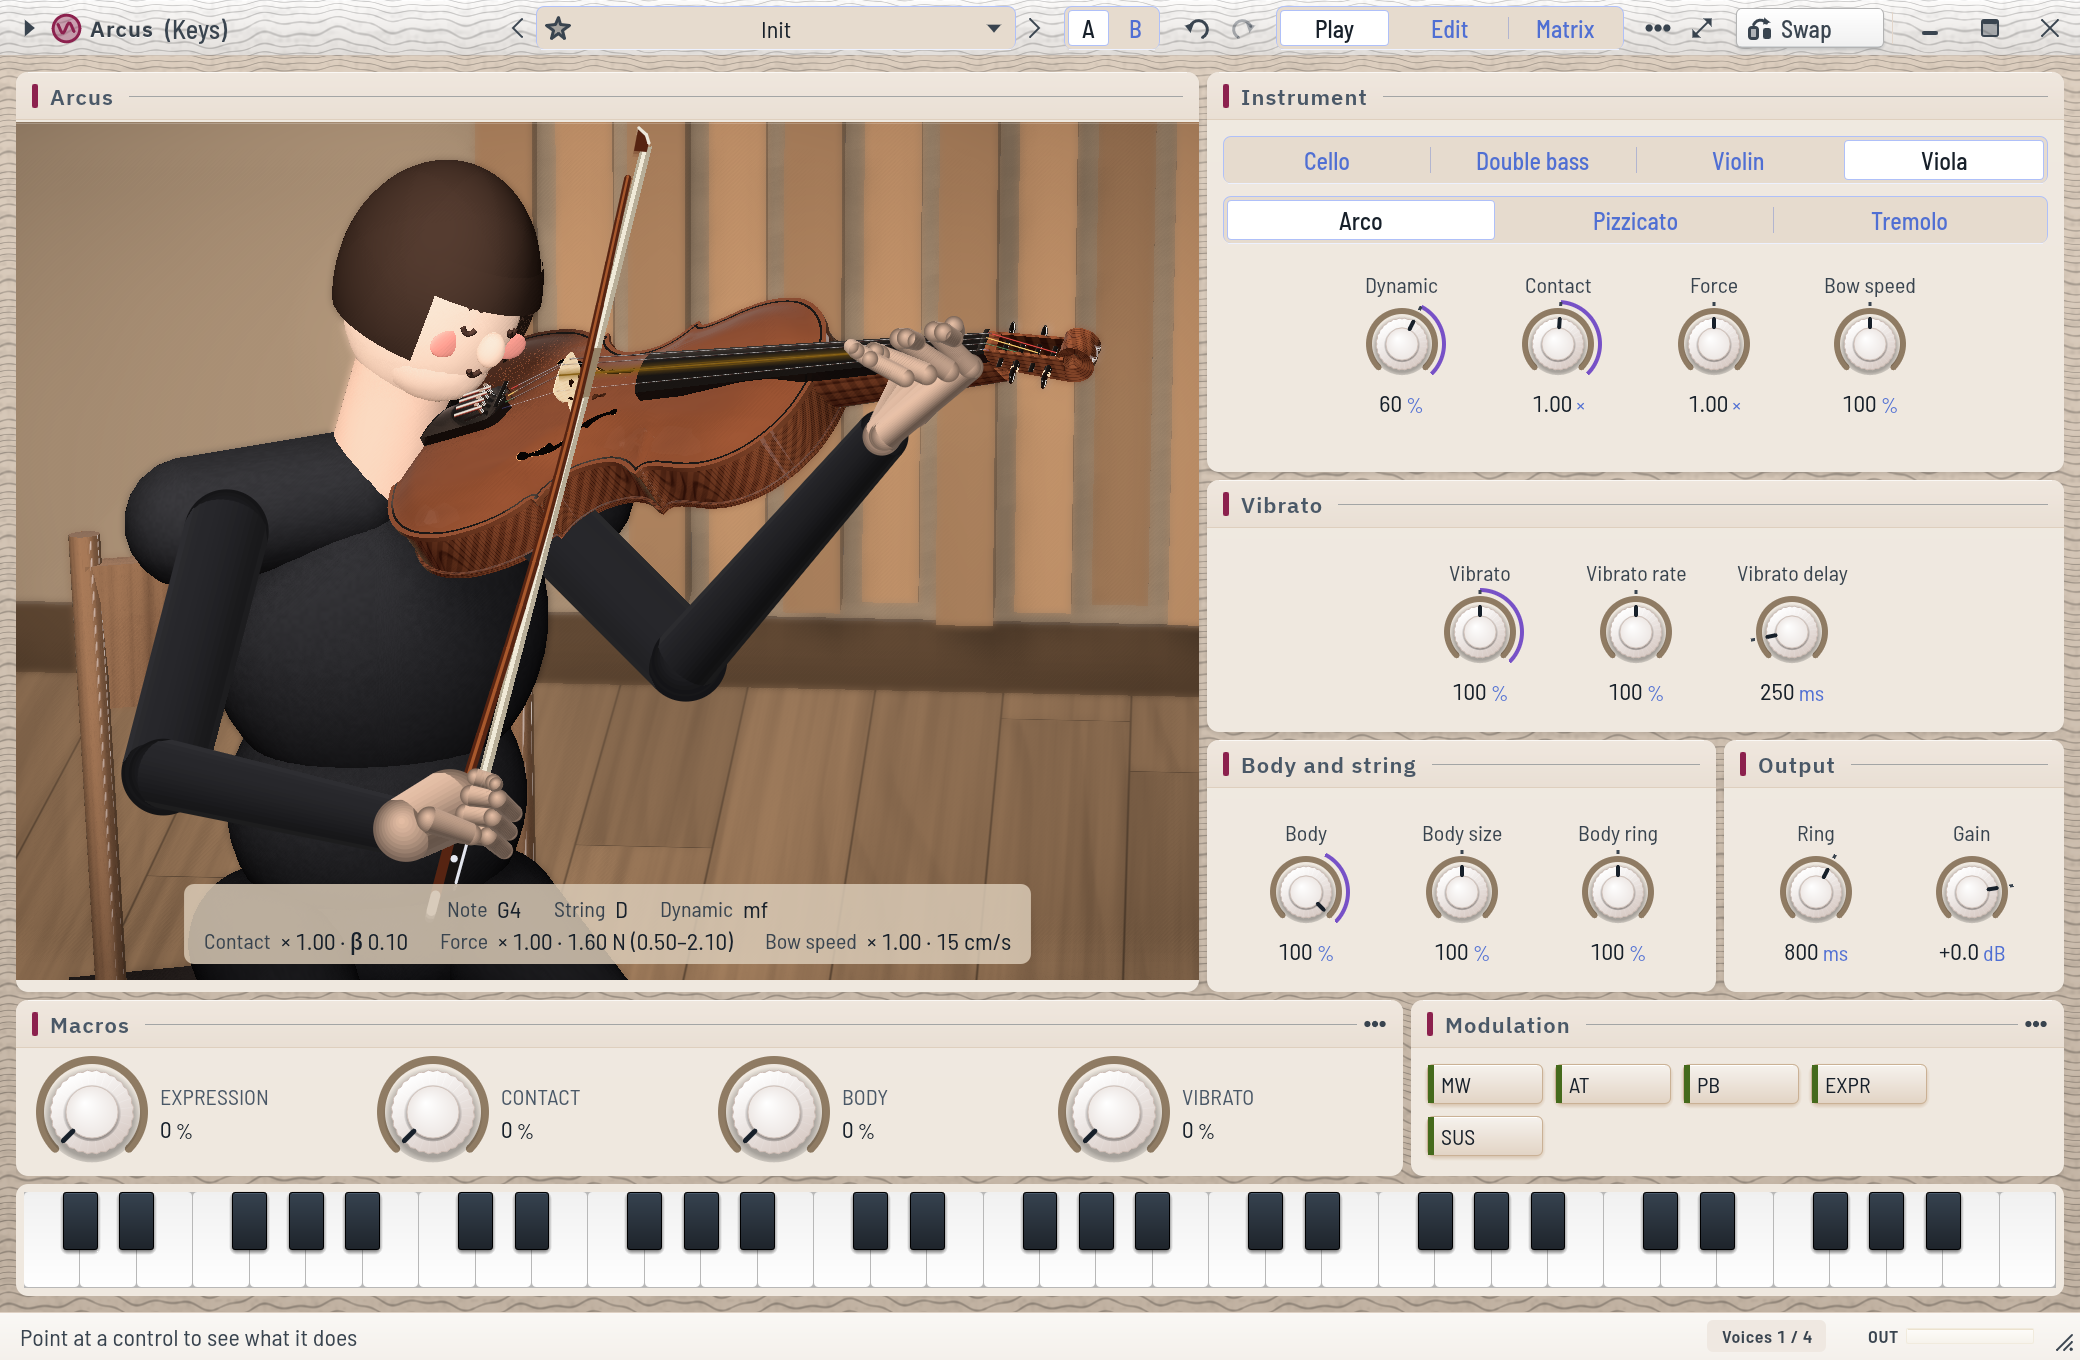 Arcus (Keys)
Init
A B
Play Edit Matrix
Swap
Arcus
Note G4 String D Dynamic mf
Contact × 1.00 · β 0.10 Force × 1.00 · 1.60 N (0.50–2.10) Bow speed × 1.00 · 15 cm/s
Instrument
Cello Double bass Violin Viola
Arco Pizzicato Tremolo
Dynamic Contact Force Bow speed
60 % 1.00 × 1.00 × 100 %
Vibrato
Vibrato Vibrato rate Vibrato delay
100 % 100 % 250 ms
Body and string
Body Body size Body ring
100 % 100 % 100 %
Output
Ring Gain
800 ms +0.0 dB
Macros
EXPRESSION
0 %
CONTACT
0 %
BODY
0 %
VIBRATO
0 %
Modulation
MW AT PB EXPR
SUS
Point at a control to see what it does
Voices 1 / 4 OUT